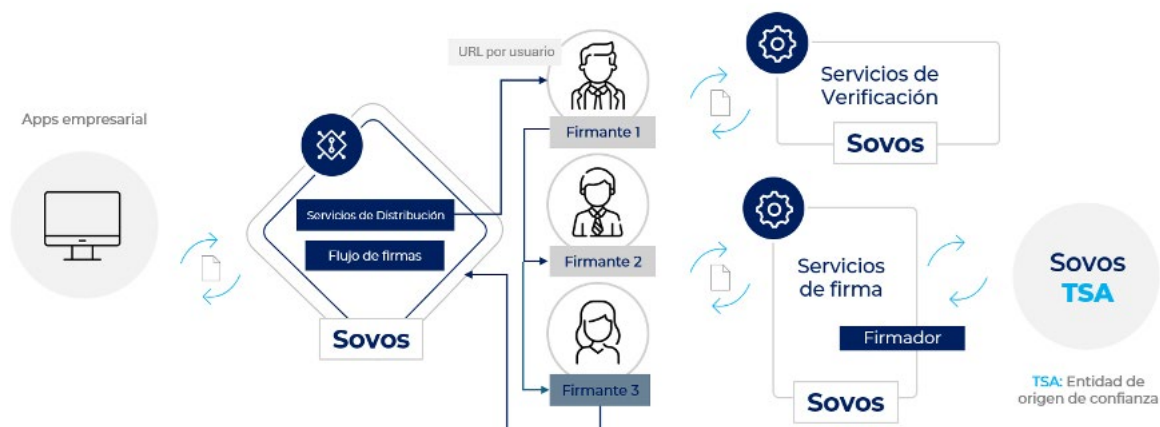 Apps empresarial
Servicios de Distribución
Flujo de firmas
Sovos
URL por usuario
Firmante 1
Firmante 2
Firmante 3
Servicios de
Verificación
Sovos
Servicios
de firma
Firmador
Sovos
Sovos
TSA
TSA: Entidad de
origen de confianza